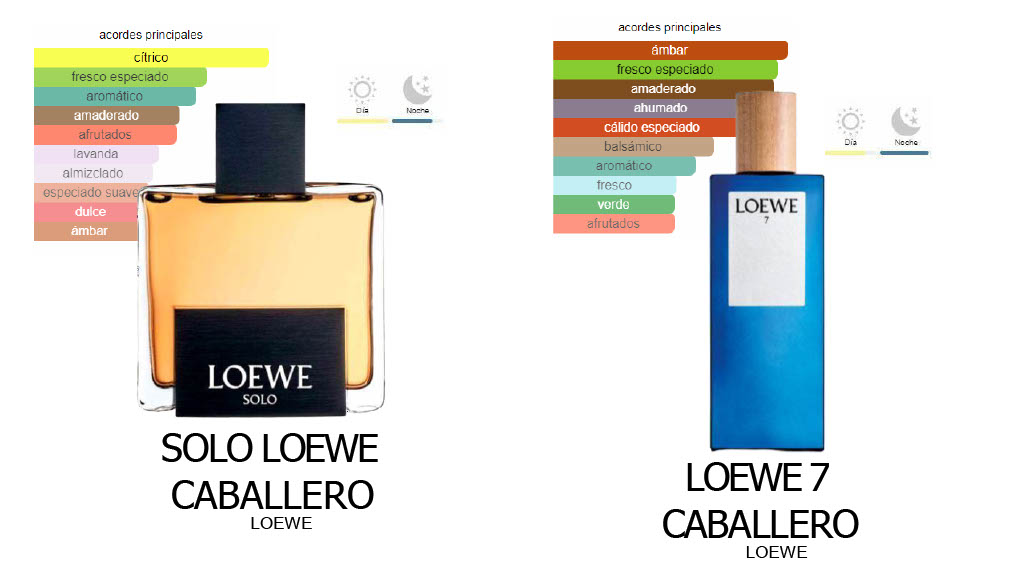 acordes principales
cítrico
fresco especiado
aromático
amaderado
afrutados
lavanda
almizclado
especiado suave
dulce
ámbar
Día
Noche
LOEWE
SOLO
SOLO LOEWE
CABALLERO
LOEWE
acordes principales
ámbar
fresco especiado
amaderado
ahumado
cálido especiado
balsámico
aromático
fresco
verde
afrutados
Día
Noche
LOEWE
7
LOEWE 7
CABALLERO
LOEWE